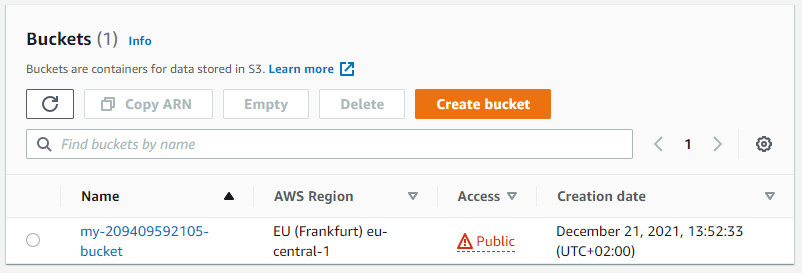 Buckets (1) Info
Buckets are containers for data stored in S3. Learn more
Copy ARN Empty Delete Create bucket
Find buckets by name 1
Name AWS Region Access Creation date
my-209409592105- EU (Frankfurt) eu- Public December 21, 2021, 13:52:33
bucket central-1 (UTC+02:00)